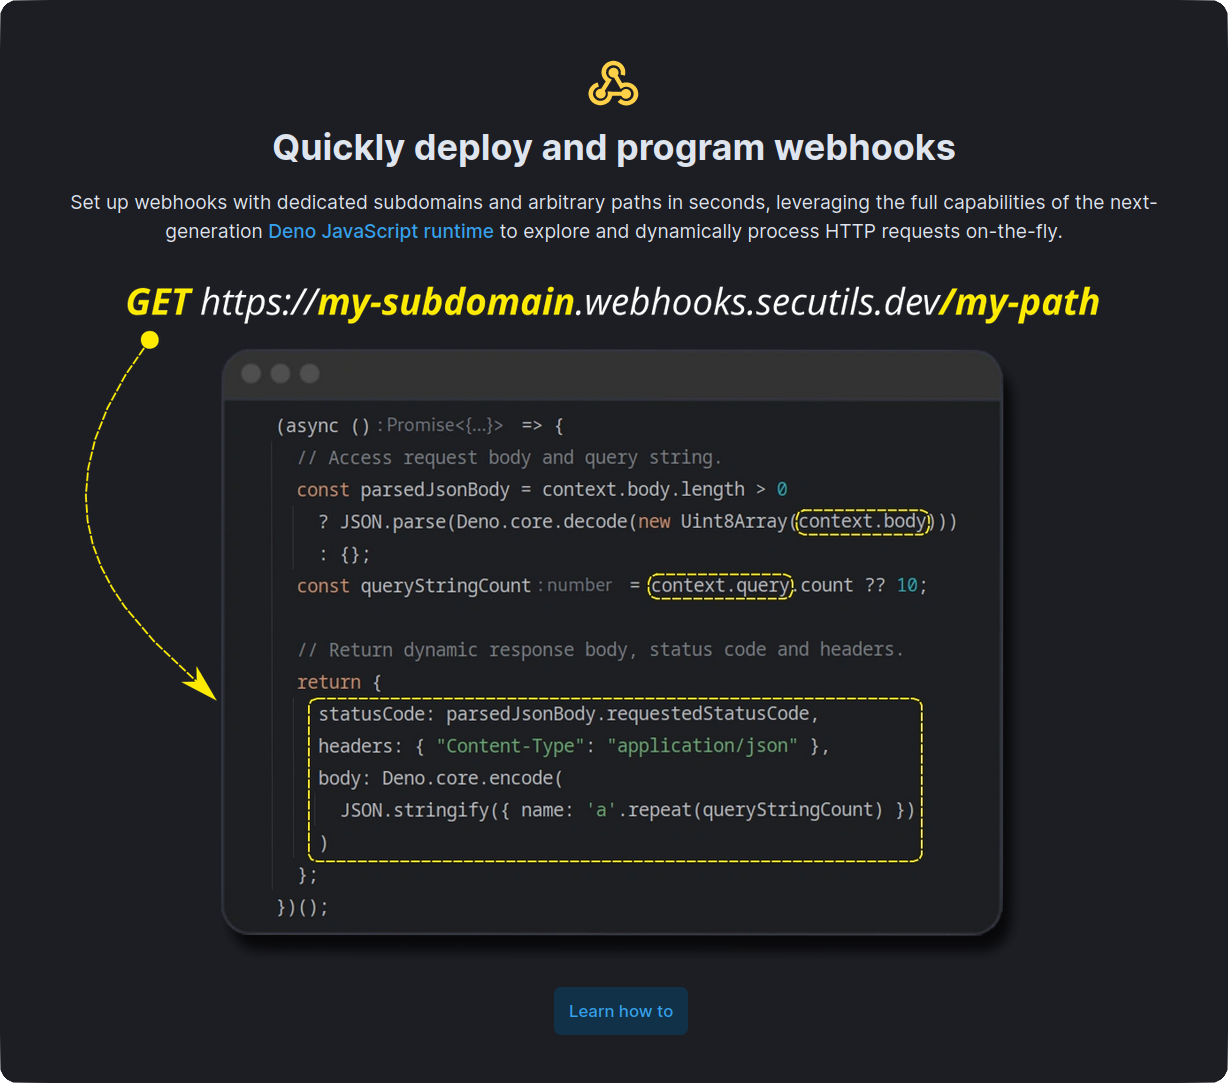 Quickly deploy and program webhooks
Set up webhooks with dedicated subdomains and arbitrary paths in seconds, leveraging the full capabilities of the next-
generation Deno JavaScript runtime to explore and dynamically process HTTP requests on-the-fly.
GET https://my-subdomain.webhooks.secutils.dev/my-path
(async () : Promise<{...}> => {
// Access request body and query string.
const parsedJsonBody = context.body.length > 0
? JSON.parse(Deno.core.decode(new Uint8Array(context.body)))
: {};
const queryStringCount : number = context.query.count ?? 10;
// Return dynamic response body, status code and headers.
return {
statusCode: parsedJsonBody.requestedStatusCode,
headers: { "Content-Type": "application/json" },
body: Deno.core.encode(
JSON.stringify({ name: 'a'.repeat(queryStringCount) })
)
};
})();
Learn how to